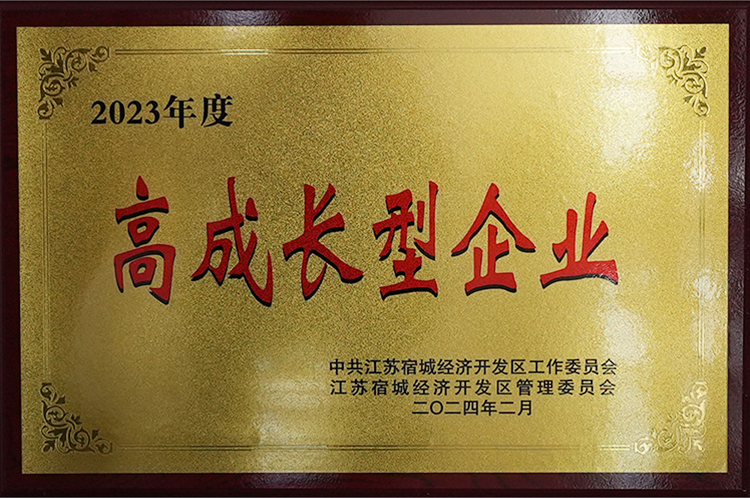 2023年度
高成长型企业
中共江苏宿城经济开发区工作委员会
江苏宿城经济开发区管理委员会
二〇二四年二月